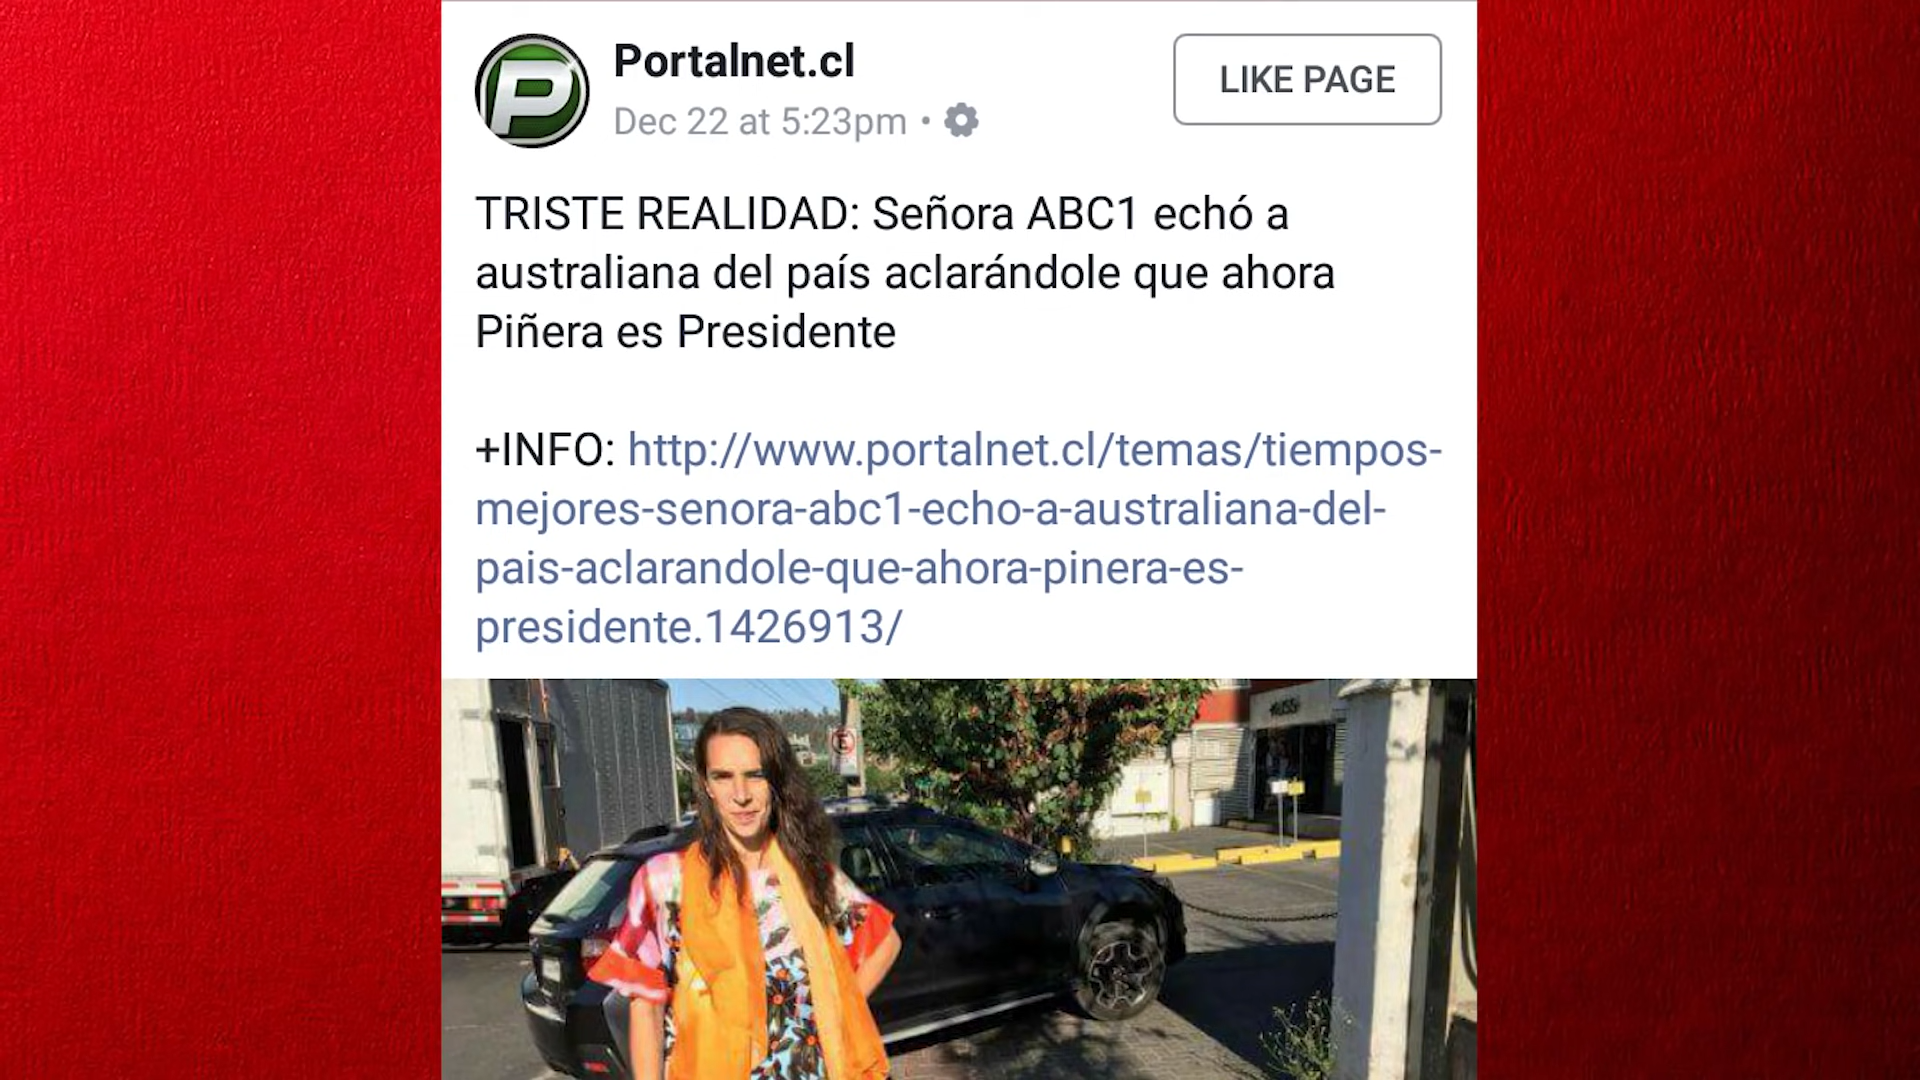 Portalnet.cl
LIKE PAGE
Dec 22 at 5:23pm
TRISTE REALIDAD: Señora ABC1 echó a
australiana del país aclarándole que ahora
Piñera es Presidente
+INFO: http://www.portalnet.cl/temas/tiempos-
mejores-senora-abc1-echo-a-australiana-del-
pais-aclarandole-que-ahora-pinera-es-
presidente.1426913/